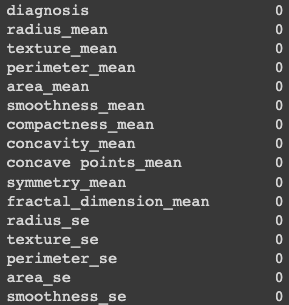 diagnosis 0
radius_mean 0
texture_mean 0
perimeter_mean 0
area_mean 0
smoothness_mean 0
compactness_mean 0
concavity_mean 0
concave points_mean 0
symmetry_mean 0
fractal_dimension_mean 0
radius_se 0
texture_se 0
perimeter_se 0
area_se 0
smoothness_se 0